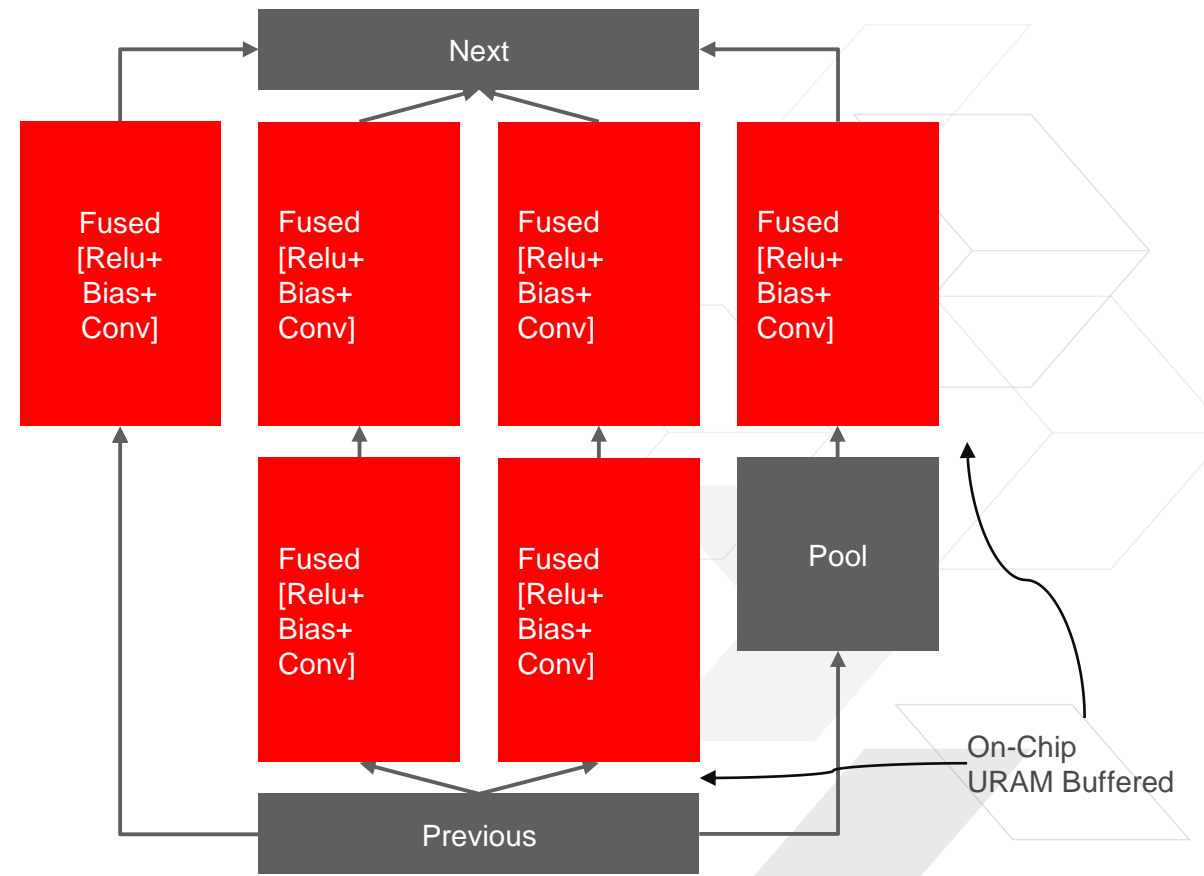 Next
Fused
[Relu+
Bias+
Conv]
Fused
[Relu+
Bias+
Conv]
Fused
[Relu+
Bias+
Conv]
Fused
[Relu+
Bias+
Conv]
Fused
[Relu+
Bias+
Conv]
Fused
[Relu+
Bias+
Conv]
Pool
On-Chip
URAM Buffered
Previous